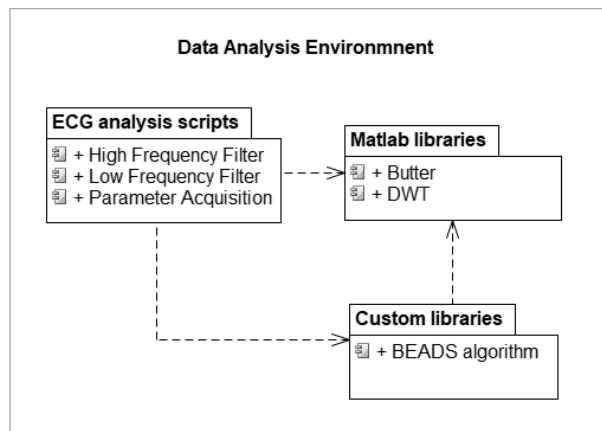 Data Analysis Environmnent
ECG analysis scripts
+ High Frequency Filter
+ Low Frequency Filter
+ Parameter Acquisition
Matlab libraries
+ Butter
+ DWT
Custom libraries
+ BEADS algorithm